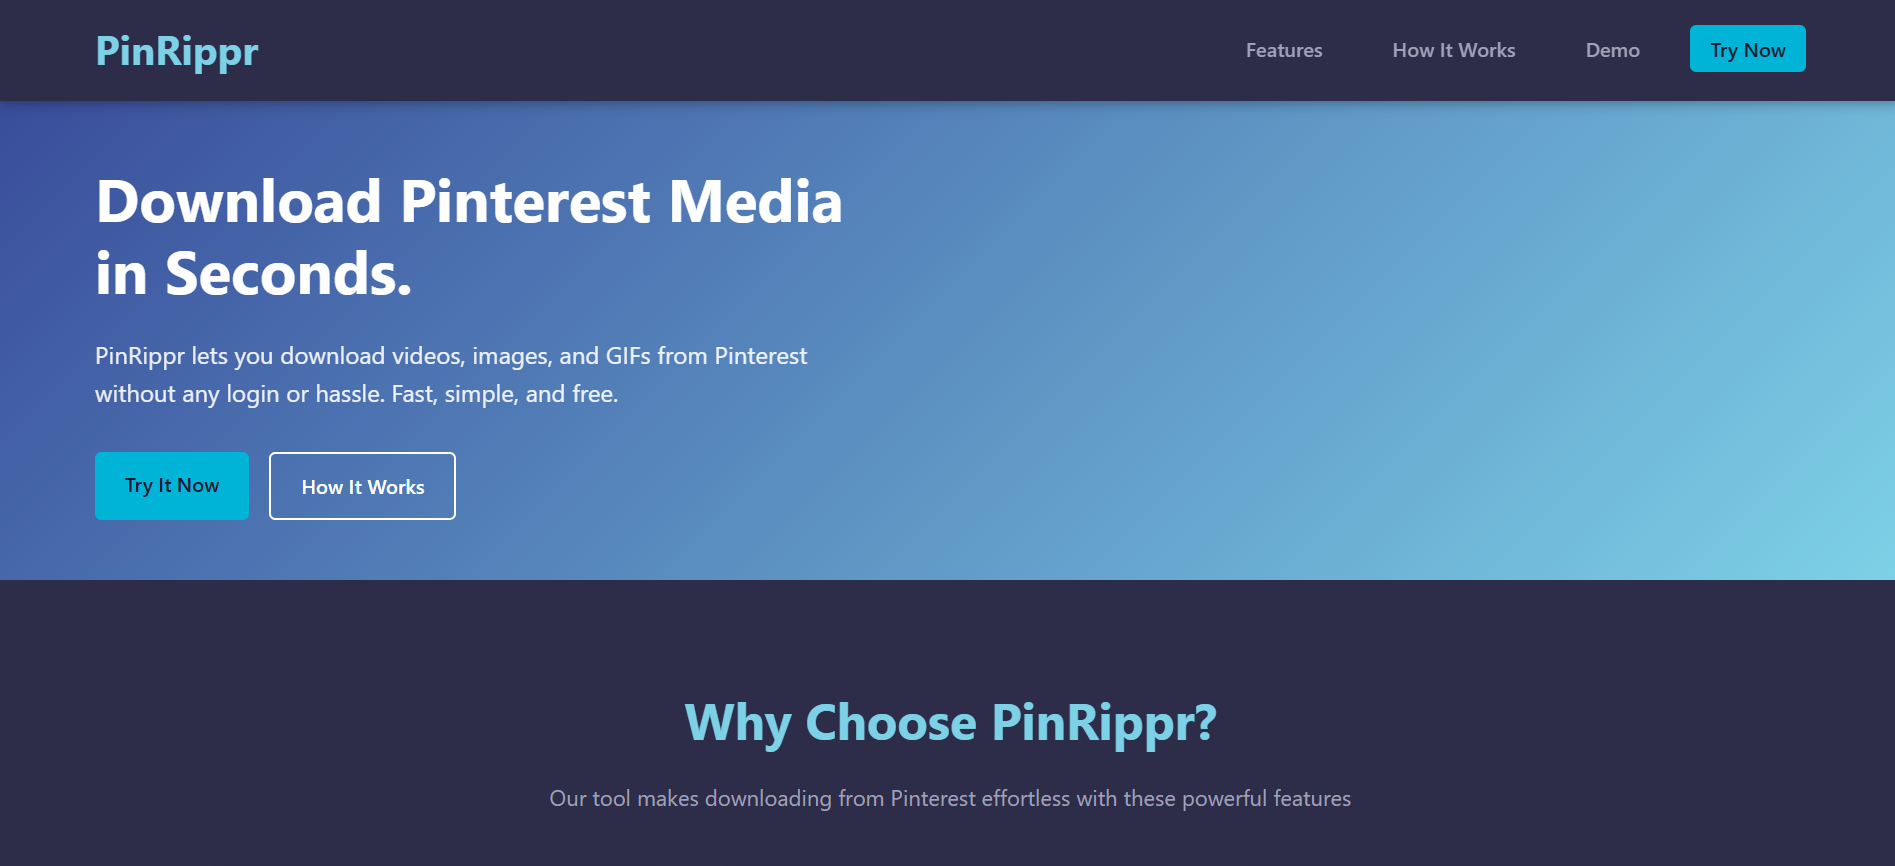 PinRippr
Features
How It Works
Demo
Try Now
Download Pinterest Media
in Seconds.
PinRippr lets you download videos, images, and GIFs from Pinterest
without any login or hassle. Fast, simple, and free.
Try It Now
How It Works
Why Choose PinRippr?
Our tool makes downloading from Pinterest effortless with these powerful features